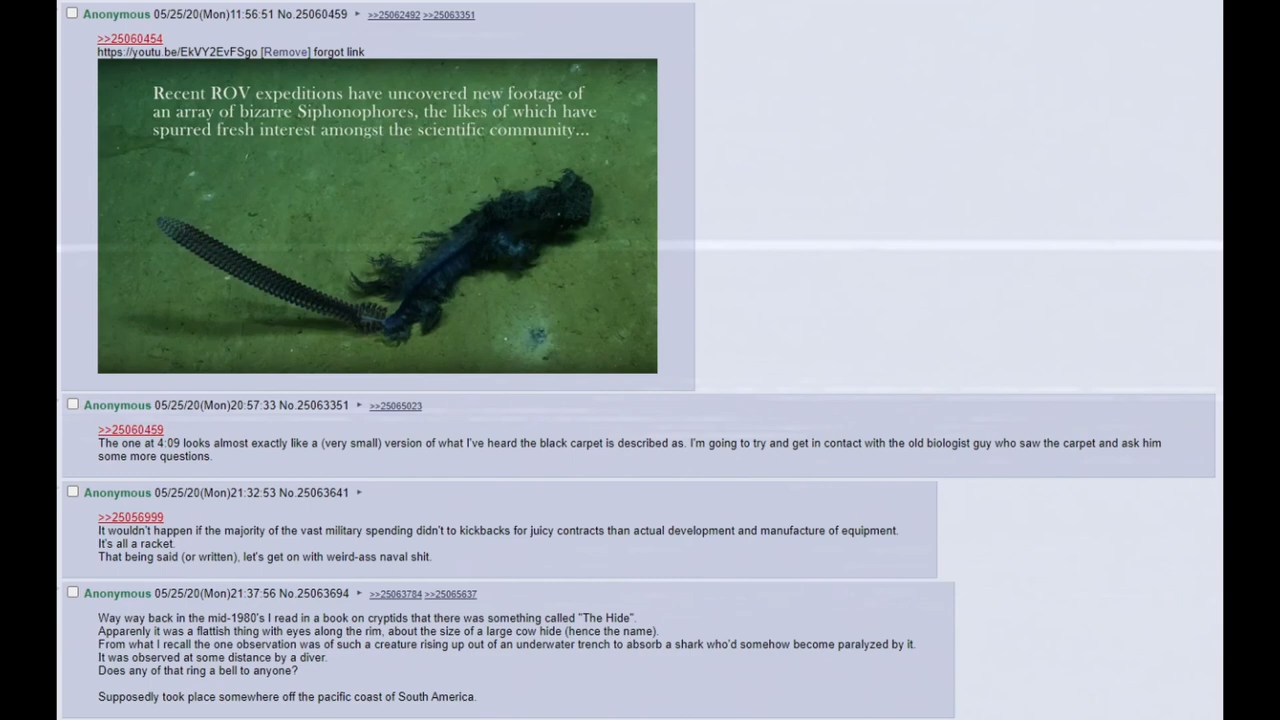 Anonymous 05/25/20(Mon)11:56:51 No.25060459 ► >>25062492 >>25063351
>>25060454
https://youtu.be/EkVY2EvFSgo [Remove] forgot link
Recent ROV expeditions have uncovered new footage of
an array of bizarre Siphonophores, the likes of which have
spurred fresh interest amongst the scientific community...
Anonymous 05/25/20(Mon)20:57:33 No.25063351 ► >>25065023
>>25060459
The one at 4:09 looks almost exactly like a (very small) version of what I've heard the black carpet is described as. I'm going to try and get in contact with the old biologist guy who saw the carpet and ask him
some more questions.
Anonymous 05/25/20(Mon)21:32:53 No.25063641 ►
>>25056999
It wouldn't happen if the majority of the vast military spending didn't to kickbacks for juicy contracts than actual development and manufacture of equipment.
It's all a racket.
That being said (or written), let's get on with weird-ass naval shit.
Anonymous 05/25/20(Mon)21:37:56 No.25063694 ► >>25063784 >>25065637
Way way back in the mid-1980's I read in a book on cryptids that there was something called "The Hide".
Apparenly it was a flattish thing with eyes along the rim, about the size of a large cow hide (hence the name).
From what I recall the one observation was of such a creature rising up out of an underwater trench to absorb a shark who'd somehow become paralyzed by it.
It was observed at some distance by a diver.
Does any of that ring a bell to anyone?
Supposedly took place somewhere off the pacific coast of South America.